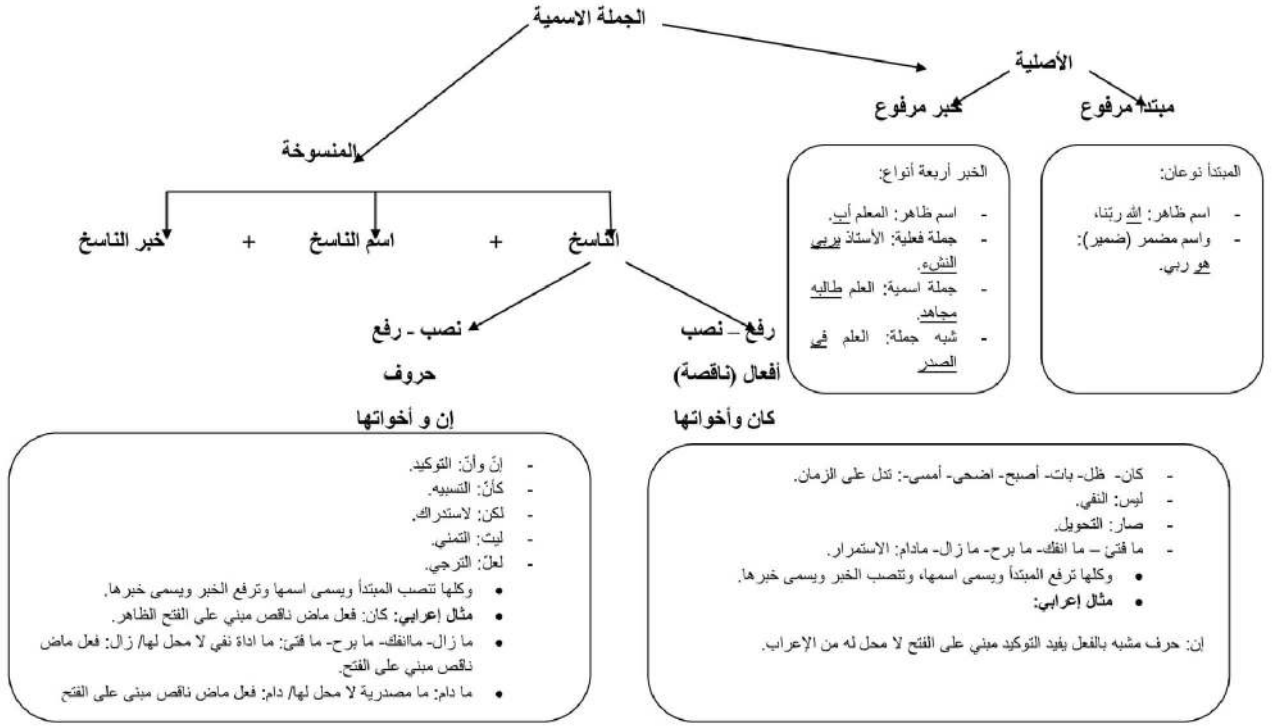 الجملة الاسمية
الأصلية
مبتدأ مرفوع
خبر مرفوع
المبتدأ نوعان:
- اسم ظاهر: الله ربّنا،
- واسم مضمر (ضمير):
هو ربي.
الخبر أربعة أنواع:
- اسم ظاهر: المعلم أب.
- جملة فعلية: الأستاذ يربي
النشء.
- جملة اسمية: العلم طالبه
مجاهد.
- شبه جملة: العلم في
الصدر
المنسوخة
الناسخ + اسم الناسخ + خبر الناسخ
رفع – نصب
أفعال (ناقصة)
كان وأخواتها
- كان- ظل- بات- أصبح- اضحى- أمسى-: تدل على الزمان.
- ليس: النفي.
- صار: التحويل.
- ما فتئ – ما انفك- ما برح- ما زال- مادام: الاستمرار.
• وكلها ترفع المبتدأ ويسمى اسمها، وتنصب الخبر ويسمى خبرها.
• مثال إعرابي:
إن: حرف مشبه بالفعل يفيد التوكيد مبني على الفتح لا محل له من الإعراب.
نصب - رفع
حروف
إن و أخواتها
- إنّ وأنّ: التوكيد.
- كأنّ: التسبيه.
- لكن: لاستدراك.
- ليت: التمني.
- لعلّ: الترجي.
• وكلها تنصب المبتدأ ويسمى اسمها وترفع الخبر ويسمى خبرها.
• مثال إعرابي: كان: فعل ماض ناقص مبني على الفتح الظاهر.
• ما زال- ماانفك- ما برح- ما فتئ: ما اداة نفي لا محل لها/ زال: فعل ماض
ناقص مبني على الفتح.
• ما دام: ما مصدرية لا محل لها/ دام: فعل ماض ناقص مبني على الفتح